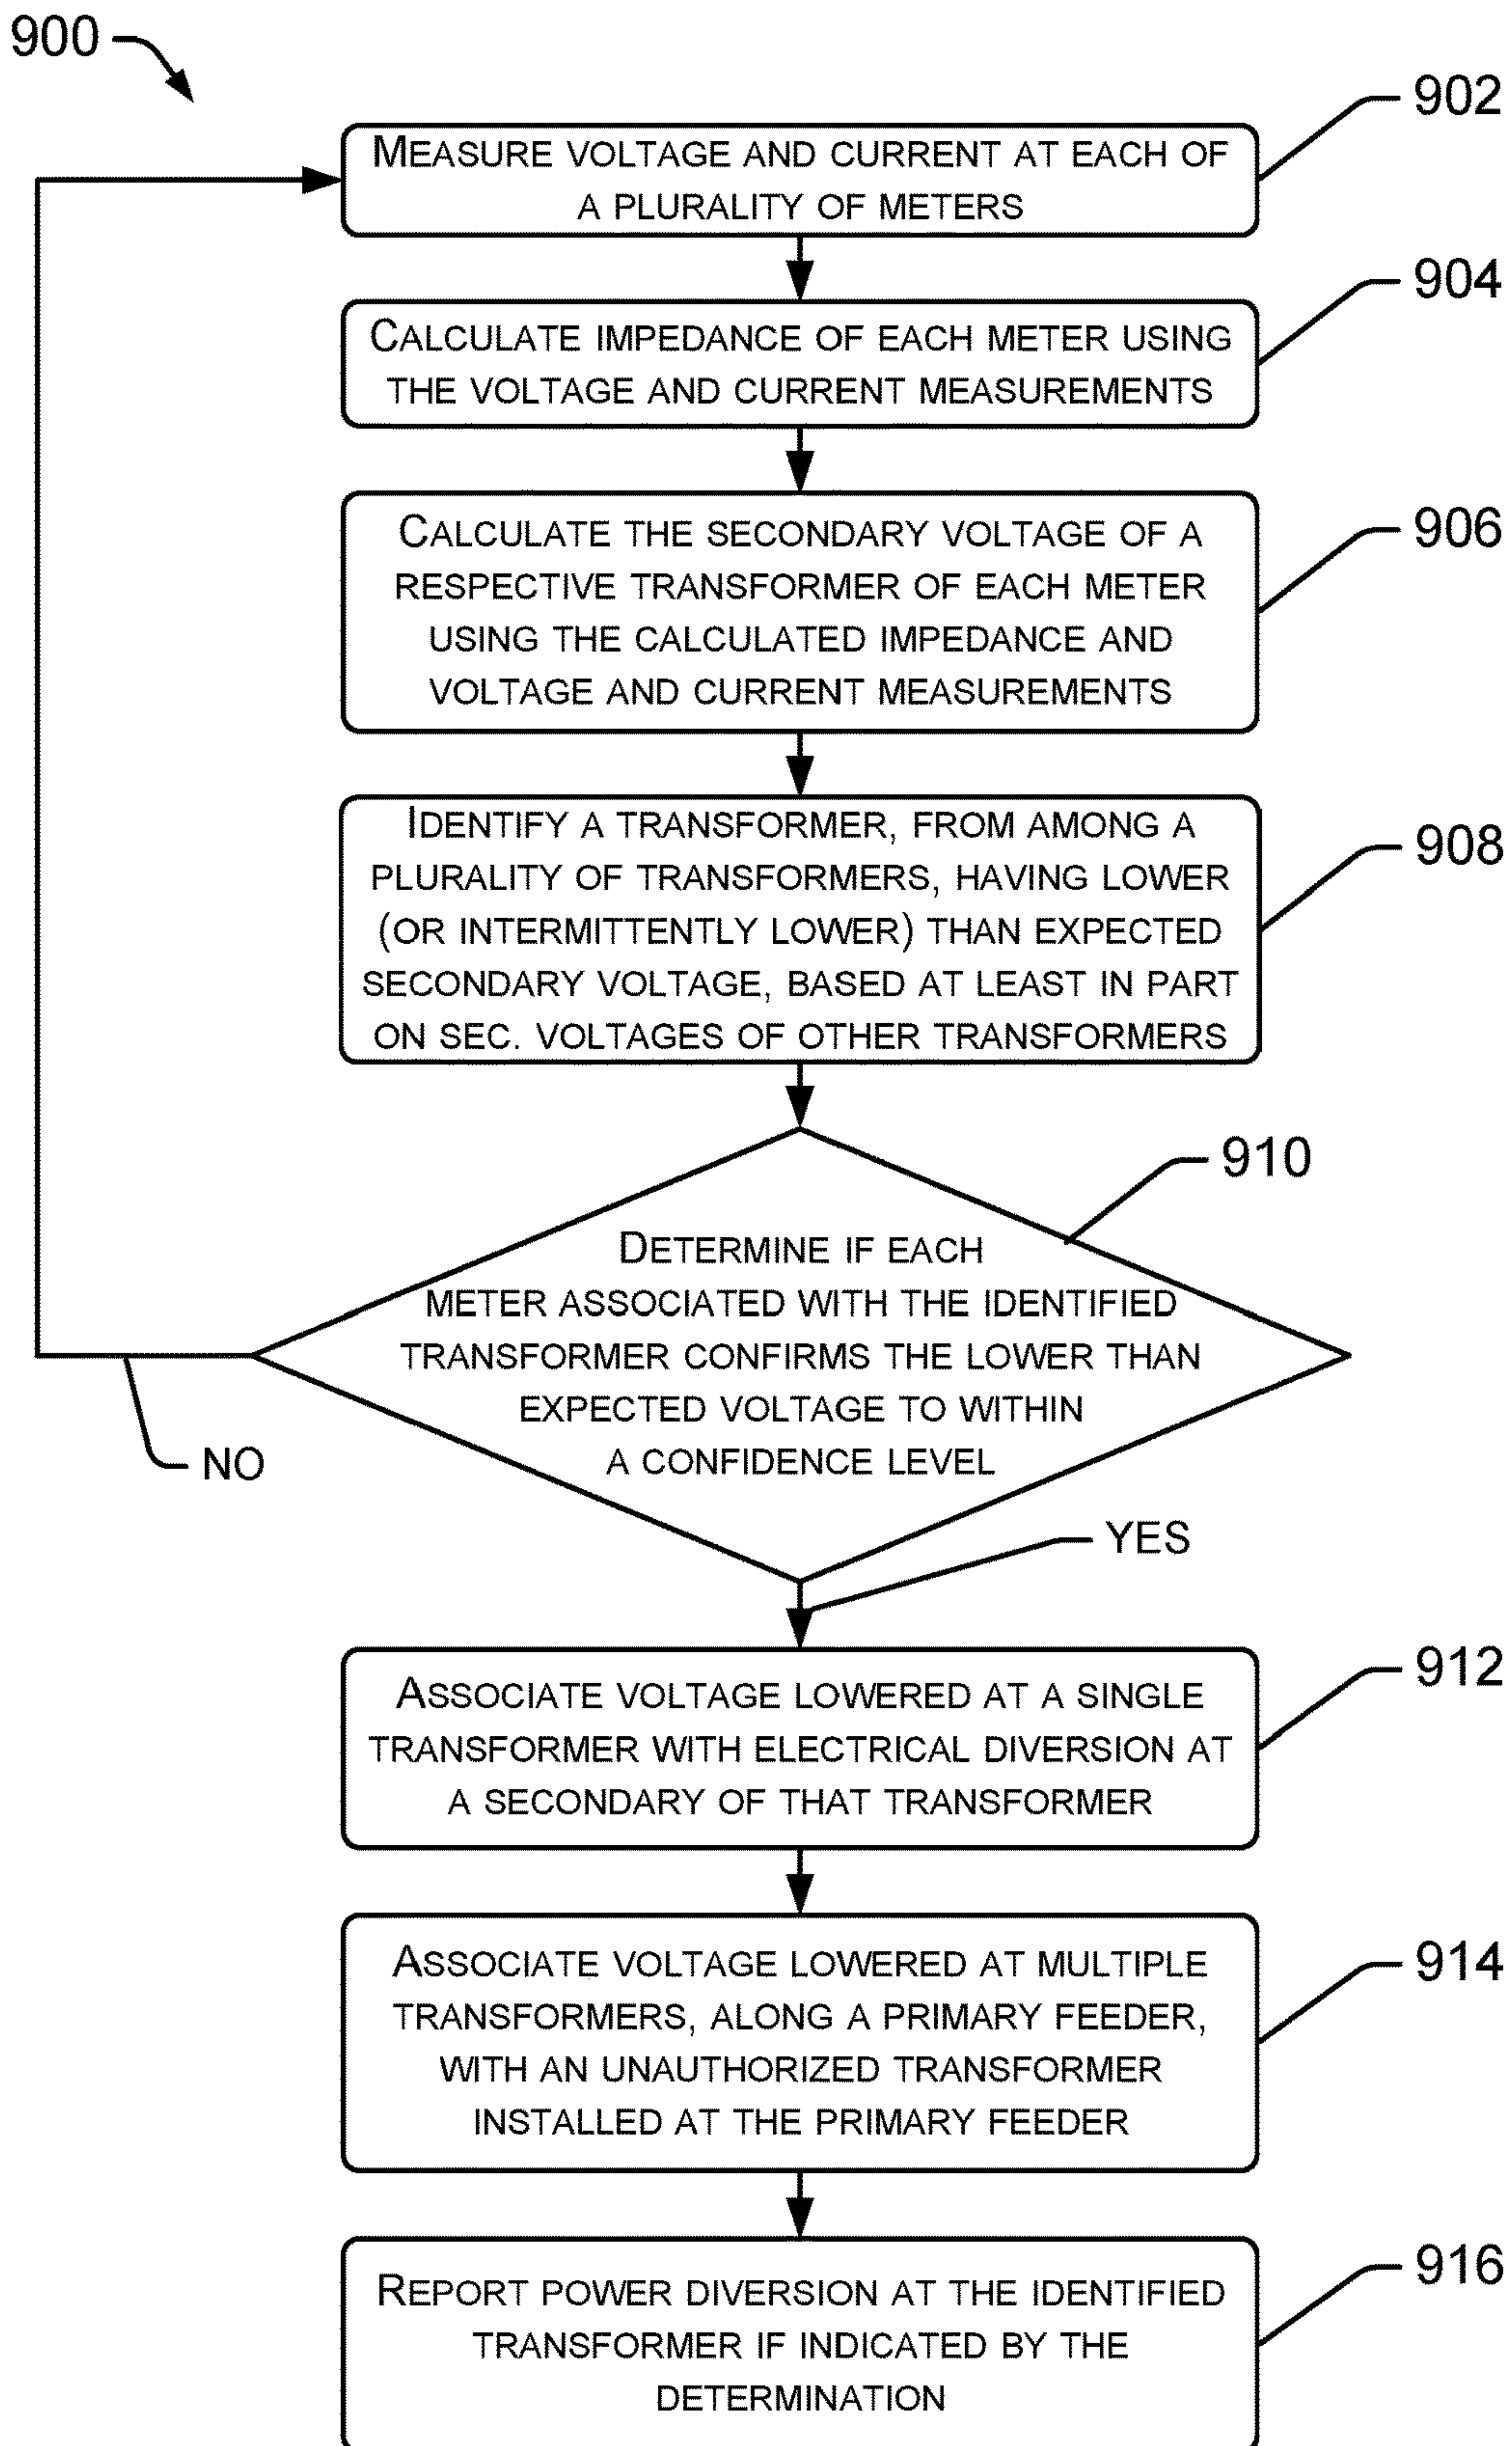 900
902
MEASURE VOLTAGE AND CURRENT AT EACH OF
A PLURALITY OF METERS
904
CALCULATE IMPEDANCE OF EACH METER USING
THE VOLTAGE AND CURRENT MEASUREMENTS
906
CALCULATE THE SECONDARY VOLTAGE OF A
RESPECTIVE TRANSFORMER OF EACH METER
USING THE CALCULATED IMPEDANCE AND
VOLTAGE AND CURRENT MEASUREMENTS
908
IDENTIFY A TRANSFORMER, FROM AMONG A
PLURALITY OF TRANSFORMERS, HAVING LOWER
(OR INTERMITTENTLY LOWER) THAN EXPECTED
SECONDARY VOLTAGE, BASED AT LEAST IN PART
ON SEC. VOLTAGES OF OTHER TRANSFORMERS
910
DETERMINE IF EACH
METER ASSOCIATED WITH THE IDENTIFIED
TRANSFORMER CONFIRMS THE LOWER THAN
EXPECTED VOLTAGE TO WITHIN
A CONFIDENCE LEVEL
NO
YES
912
ASSOCIATE VOLTAGE LOWERED AT A SINGLE
TRANSFORMER WITH ELECTRICAL DIVERSION AT
A SECONDARY OF THAT TRANSFORMER
914
ASSOCIATE VOLTAGE LOWERED AT MULTIPLE
TRANSFORMERS, ALONG A PRIMARY FEEDER,
WITH AN UNAUTHORIZED TRANSFORMER
INSTALLED AT THE PRIMARY FEEDER
916
REPORT POWER DIVERSION AT THE IDENTIFIED
TRANSFORMER IF INDICATED BY THE
DETERMINATION